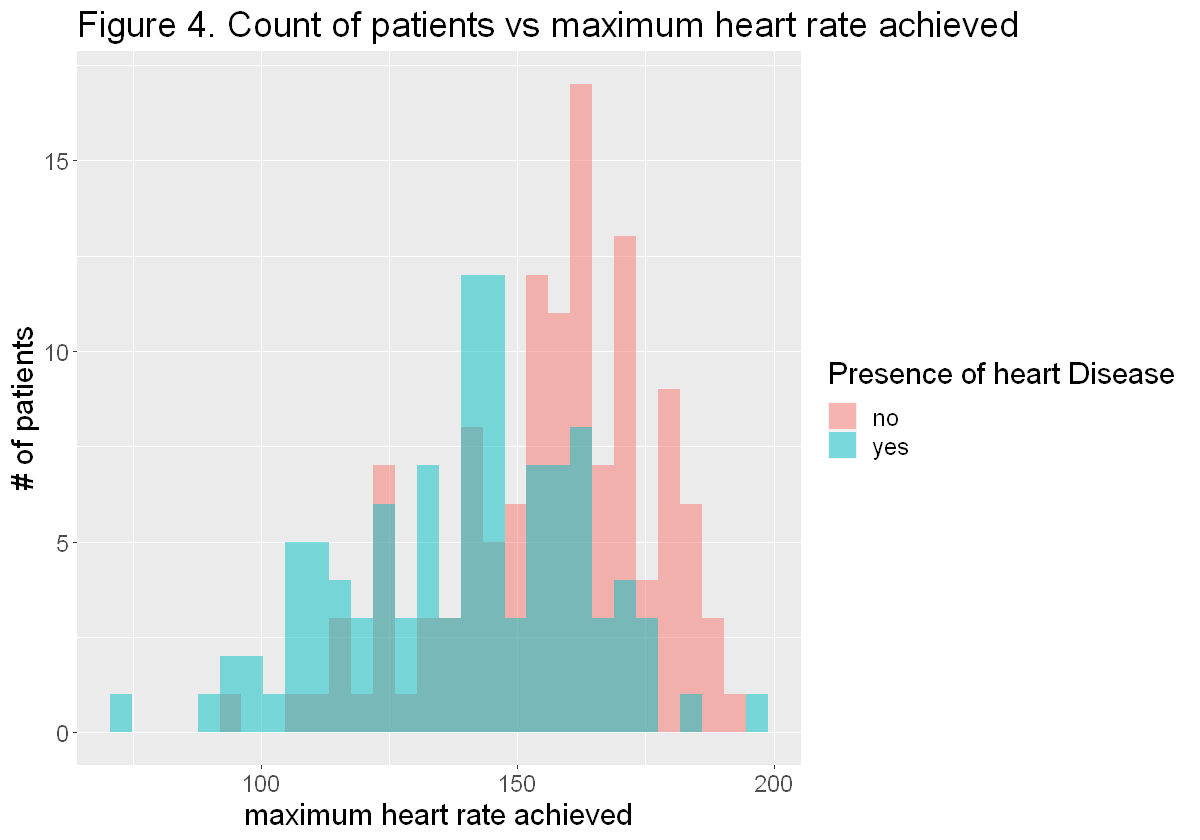 Figure 4. Count of patients vs maximum heart rate achieved
15
10
5
0
# of patients
100 150 200
maximum heart rate achieved
Presence of heart Disease
no
yes